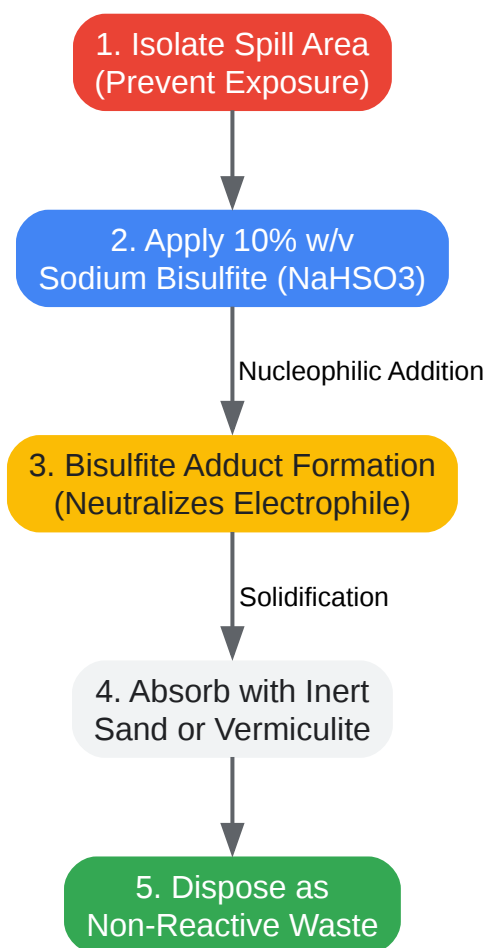 1. Isolate Spill Area
(Prevent Exposure)
2. Apply 10% w/v
Sodium Bisulfite (NaHSO3)
Nucleophilic Addition
3. Bisulfite Adduct Formation
(Neutralizes Electrophile)
Solidification
4. Absorb with Inert
Sand or Vermiculite
5. Dispose as
Non-Reactive Waste